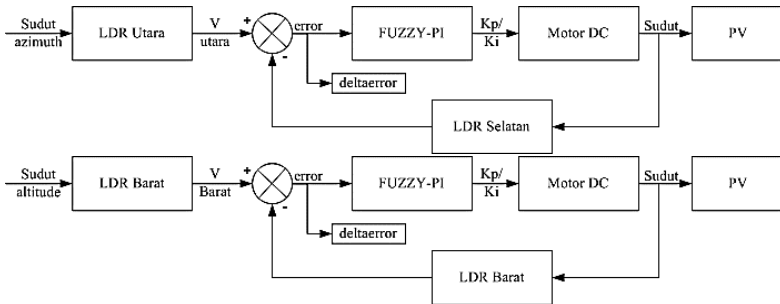 Sudut
azimuth
LDR Utara
V
utara
+
-
error
deltaerror
FUZZY-PI
Kp/
Ki
Motor DC
Sudut
PV
LDR Selatan
Sudut
altitude
LDR Barat
V
Barat
+
-
error
deltaerror
FUZZY-PI
Kp/
Ki
Motor DC
Sudut
PV
LDR Barat